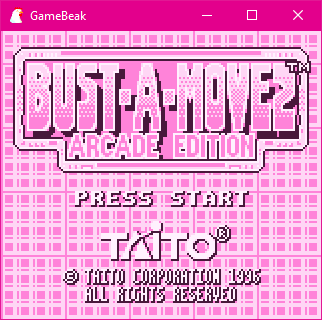 GameBeak
BUST-A-MOVE2™
ARCADE EDITION
PRESS START
TAITO®
© TAITO CORPORATION 1996
ALL RIGHTS RESERVED